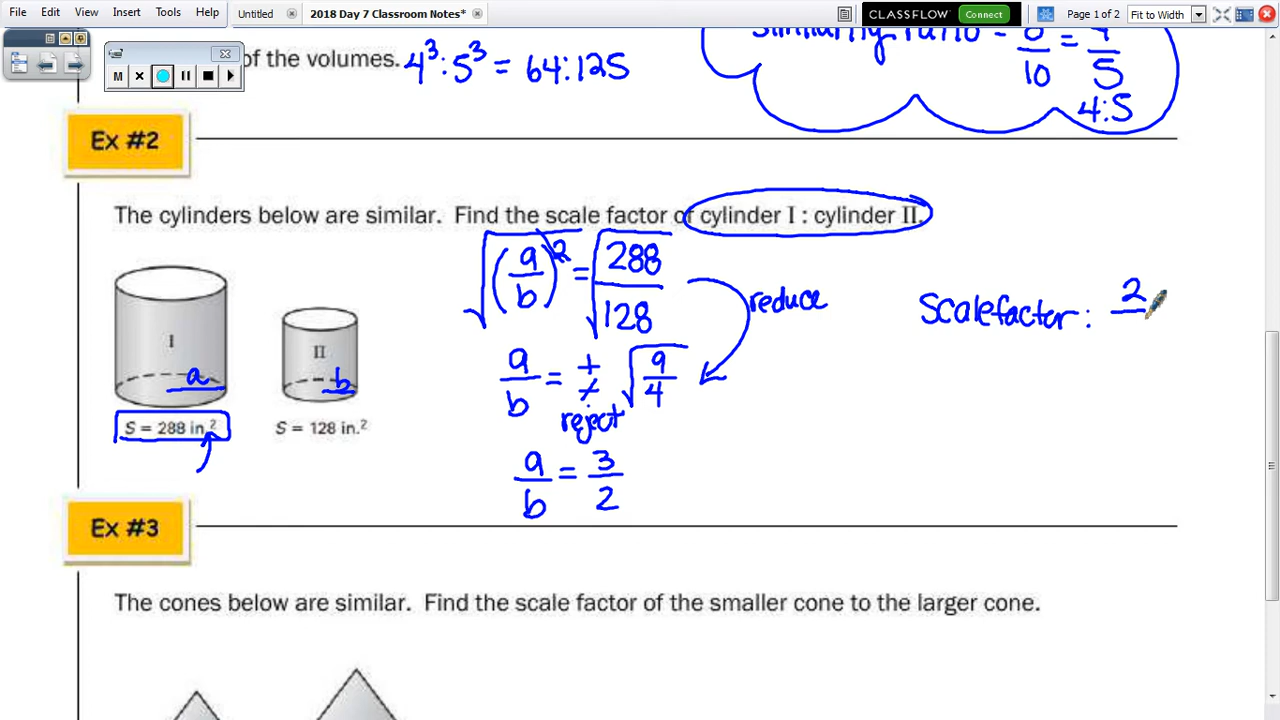 File Edit View Insert Tools Help
Untitled
2018 Day 7 Classroom Notes*
CLASSFLOW Connect
Page 1 of 2
Fit to Width
M
of the volumes. 4³:5³ = 64:125
10 5
4:5
Ex #2
The cylinders below are similar. Find the scale factor of cylinder I : cylinder II.
√(a/b)² = √288/√128
reduce
Scale factor: 2
I
II
a
b
a/b = ± √9/4
reject
S = 288 in.²
S = 128 in.²
a/b = 3/2
Ex #3
The cones below are similar. Find the scale factor of the smaller cone to the larger cone.